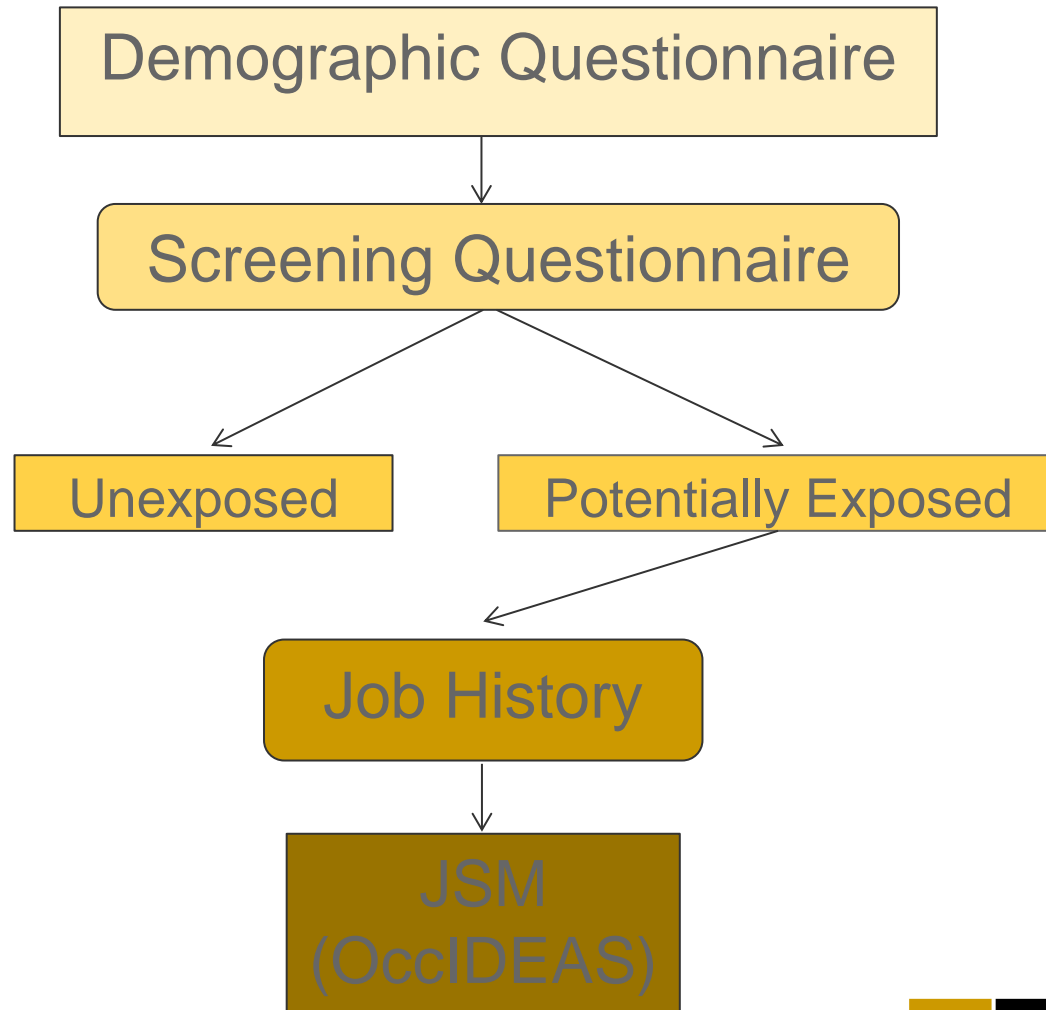 Demographic Questionnaire
Screening Questionnaire
Unexposed
Potentially Exposed
Job History
JSM
(OccIDEAS)